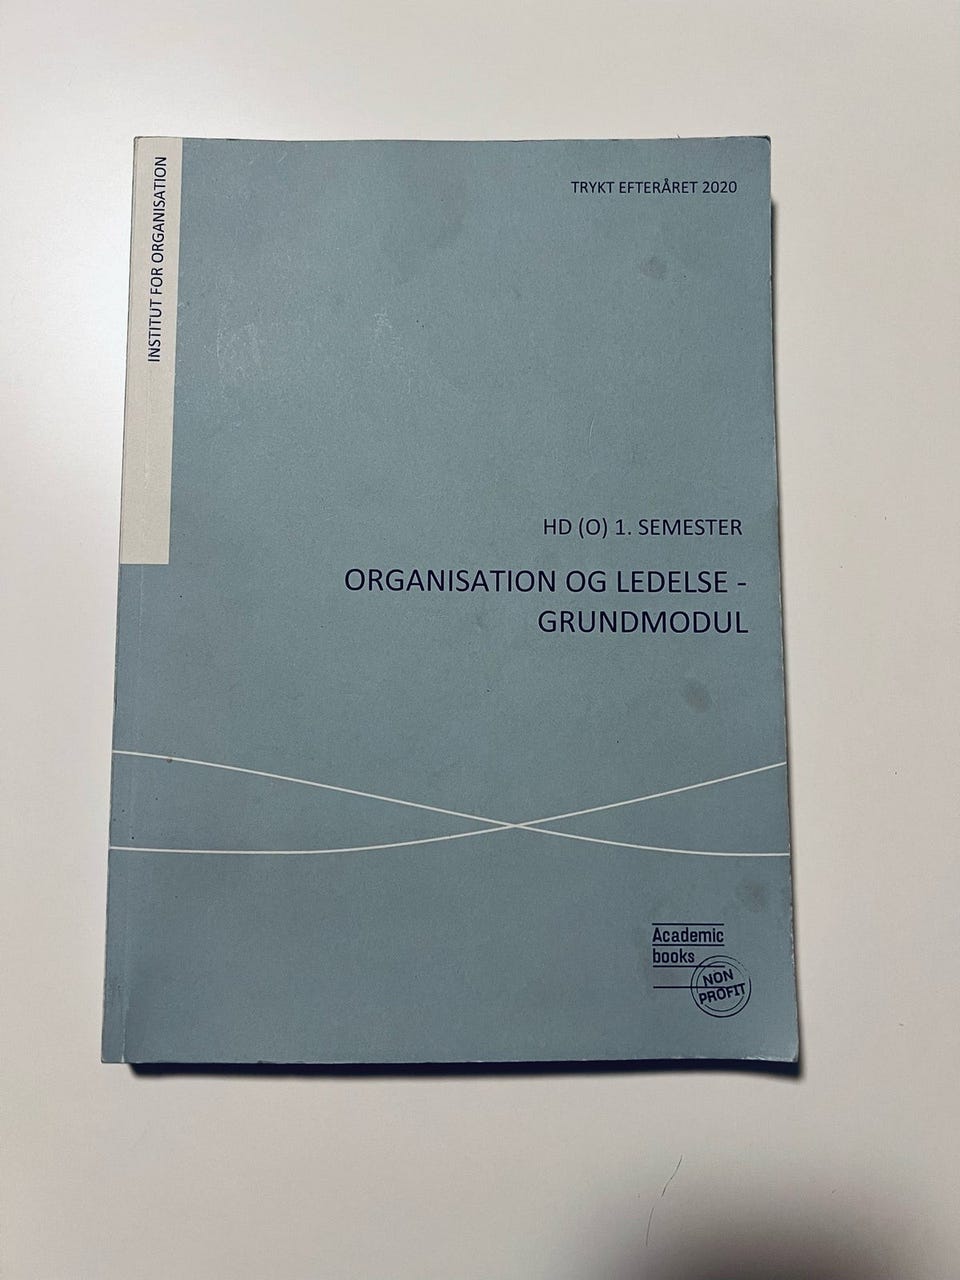 INSTITUT FOR ORGANISATION
TRYKT EFTERÅRET 2020
HD (O) 1. SEMESTER
ORGANISATION OG LEDELSE -
GRUNDMODUL
Academic
books
NON
PROFIT